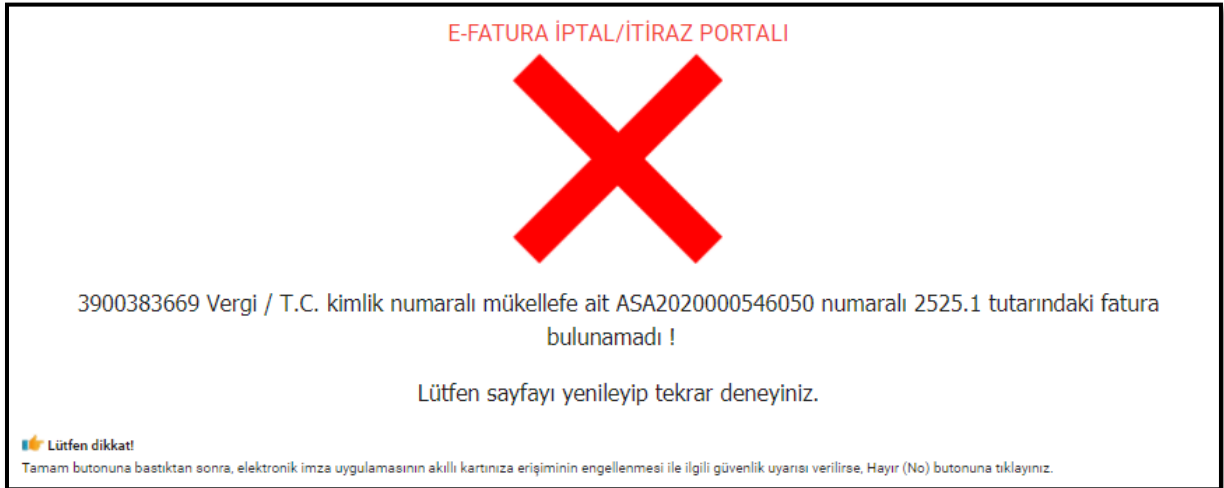 E-FATURA İPTAL/İTİRAZ PORTALI
3900383669 Vergi / T.C. kimlik numaralı mükellefe ait ASA2020000546050 numaralı 2525.1 tutarındaki fatura
bulunamadı !
Lütfen sayfayı yenileyip tekrar deneyiniz.
Lütfen dikkat!
Tamam butonuna bastıktan sonra, elektronik imza uygulamasının akıllı kartınıza erişiminin engellenmesi ile ilgili güvenlik uyarısı verilirse, Hayır (No) butonuna tıklayınız.